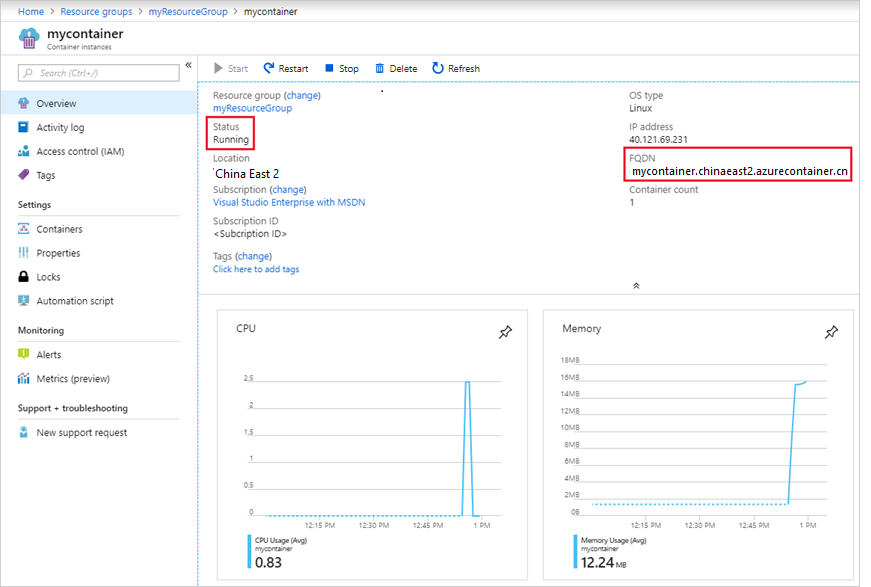 Home > Resource groups > myResourceGroup > mycontainer
mycontainer
Container instances
Search (Ctrl+/)
«
Start Restart Stop Delete Refresh
Overview
Activity log
Access control (IAM)
Tags
Settings
Containers
Properties
Locks
Automation script
Monitoring
Alerts
Metrics (preview)
Support + troubleshooting
New support request
Resource group (change)
myResourceGroup
Status
Running
Location
China East 2
Subscription (change)
Visual Studio Enterprise with MSDN
Subscription ID
<Subcription ID>
Tags (change)
Click here to add tags
OS type
Linux
IP address
40.121.69.231
FQDN
mycontainer.chinaeast2.azurecontainer.cn
Container count
1
CPU
2.5
2
1.5
1
0.5
0
12:15 PM 12:30 PM 12:45 PM 1 PM
CPU Usage (Avg)
mycontainer
0.83
Memory
18MB
16MB
14MB
12MB
10MB
8MB
6MB
4MB
2MB
0B
12:15 PM 12:30 PM 12:45 PM 1 PM
Memory Usage (Avg)
mycontainer
12.24 MB